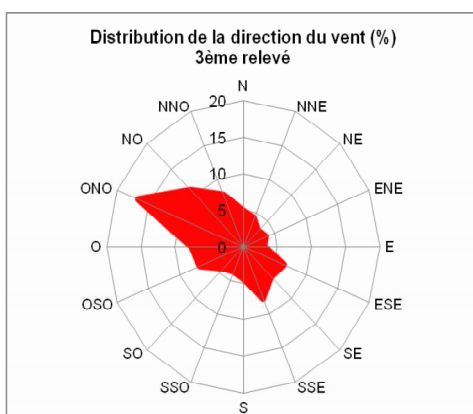 Distribution de la direction du vent (%)
3ème relevé
N
NNO
20
NNE
NO
15
NE
ONO
10
ENE
5
O
0
E
OSO
ESE
SO
SE
SSO
SSE
S